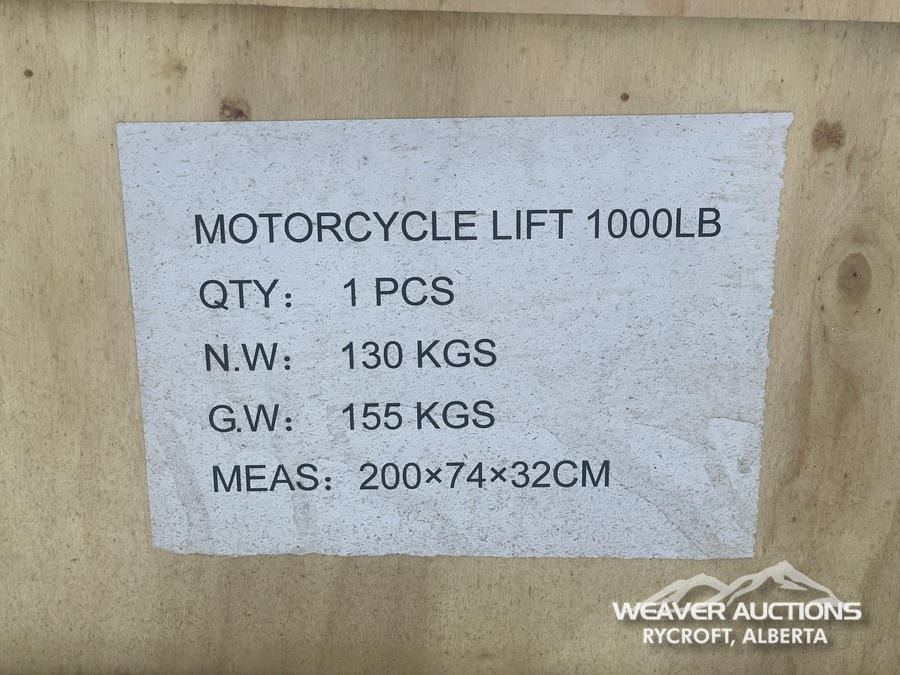 MOTORCYCLE LIFT 1000LB
QTY： 1 PCS
N.W： 130 KGS
G.W： 155 KGS
MEAS：200×74×32CM
WEAVER AUCTIONS
RYCROFT, ALBERTA